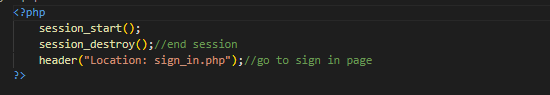 <?php
session_start();
session_destroy();//end session
header("Location: sign_in.php");//go to sign in page
?>